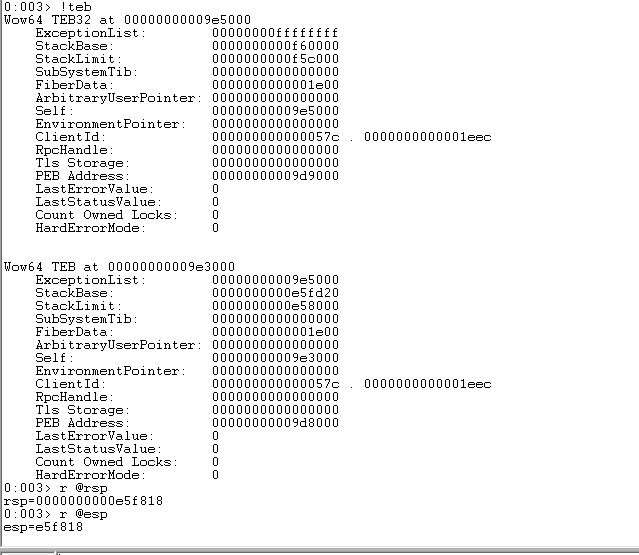 0:003> !teb
Wow64 TEB32 at 00000000009e5000
ExceptionList: 00000000ffffffff
StackBase: 0000000000f60000
StackLimit: 0000000000f5c000
SubSystemTib: 0000000000000000
FiberData: 0000000000001e00
ArbitraryUserPointer: 0000000000000000
Self: 00000000009e5000
EnvironmentPointer: 0000000000000000
ClientId: 000000000000057c . 0000000000001eec
RpcHandle: 0000000000000000
Tls Storage: 0000000000000000
PEB Address: 00000000009d9000
LastErrorValue: 0
LastStatusValue: 0
Count Owned Locks: 0
HardErrorMode: 0
Wow64 TEB at 00000000009e3000
ExceptionList: 00000000009e5000
StackBase: 0000000000e5fd20
StackLimit: 0000000000e58000
SubSystemTib: 0000000000000000
FiberData: 0000000000001e00
ArbitraryUserPointer: 0000000000000000
Self: 00000000009e3000
EnvironmentPointer: 0000000000000000
ClientId: 000000000000057c . 0000000000001eec
RpcHandle: 0000000000000000
Tls Storage: 0000000000000000
PEB Address: 00000000009d8000
LastErrorValue: 0
LastStatusValue: 0
Count Owned Locks: 0
HardErrorMode: 0
0:003> r @rsp
rsp=0000000000e5f818
0:003> r @esp
esp=e5f818